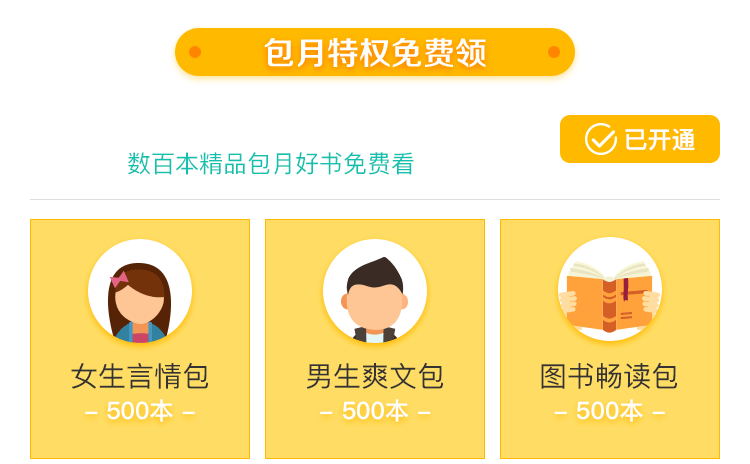 包月特权免费领
已开通
数百本精品包月好书免费看
女生言情包
– 500本 –
男生爽文包
– 500本 –
图书畅读包
– 500本 –